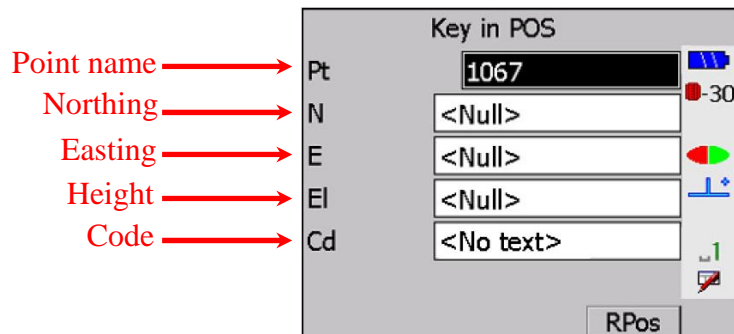 Key in POS
Point name Pt 1067
-30
Northing N <Null>
Easting E <Null>
Height El <Null>
Code Cd <No text>
1
RPos